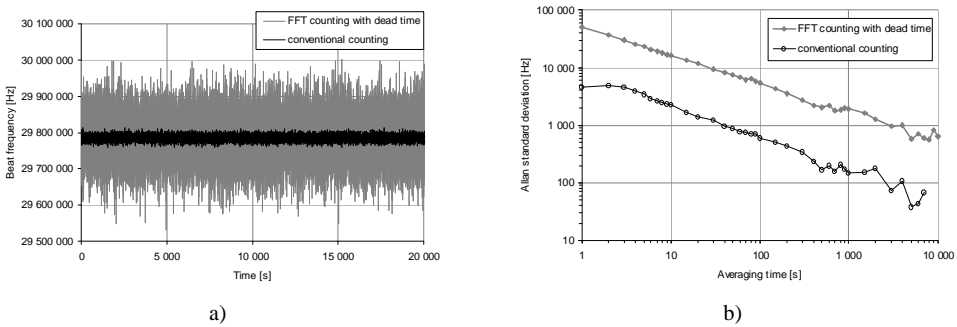 30 100 000
30 000 000
29 900 000
29 800 000
29 700 000
29 600 000
29 500 000
Beat frequency [Hz]
FFT counting with dead time
conventional counting
0
5 000
10 000
15 000
20 000
Time [s]
a)
100 000
10 000
1 000
100
10
Allan standard deviation [Hz]
FFT counting with dead time
conventional counting
1
10
100
1 000
10 000
Averaging time [s]
b)